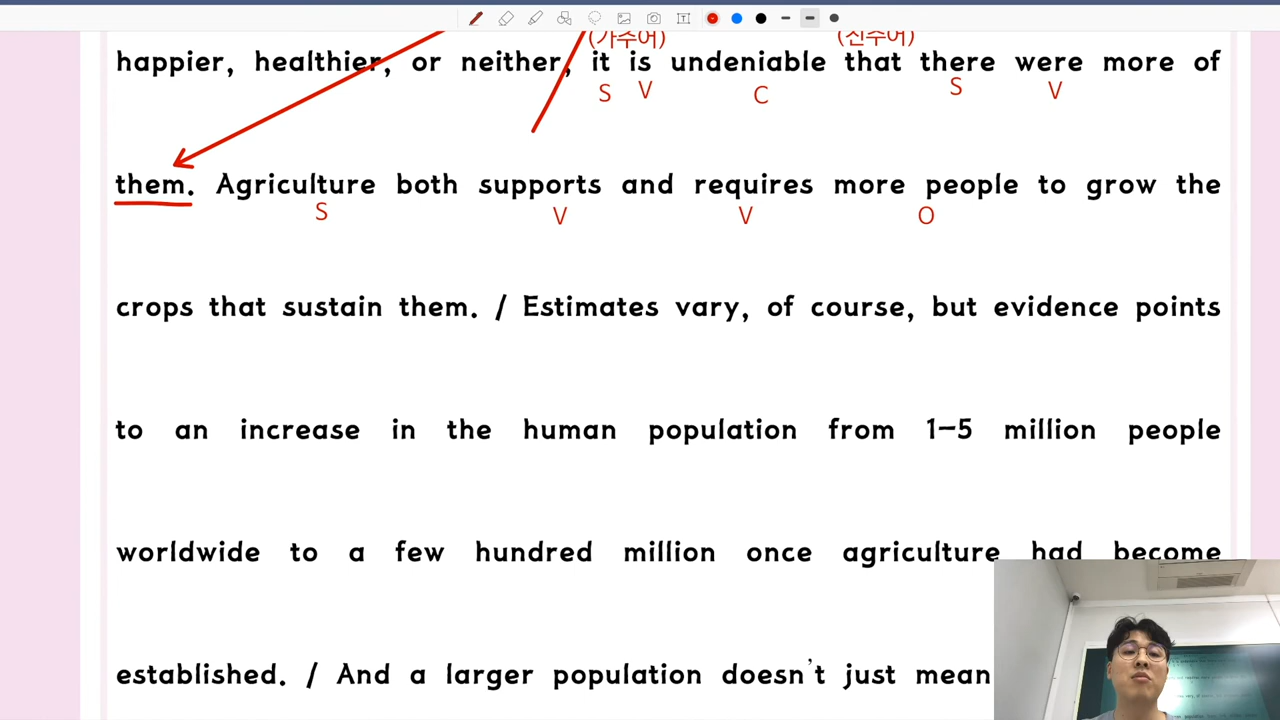 (가주어) (진주어)
happier, healthier, or neither, it is undeniable that there were more of
S V C S V
them. Agriculture both supports and requires more people to grow the
S V V O
crops that sustain them. / Estimates vary, of course, but evidence points
to an increase in the human population from 1–5 million people
worldwide to a few hundred million once agriculture had become
established. / And a larger population doesn't just mean